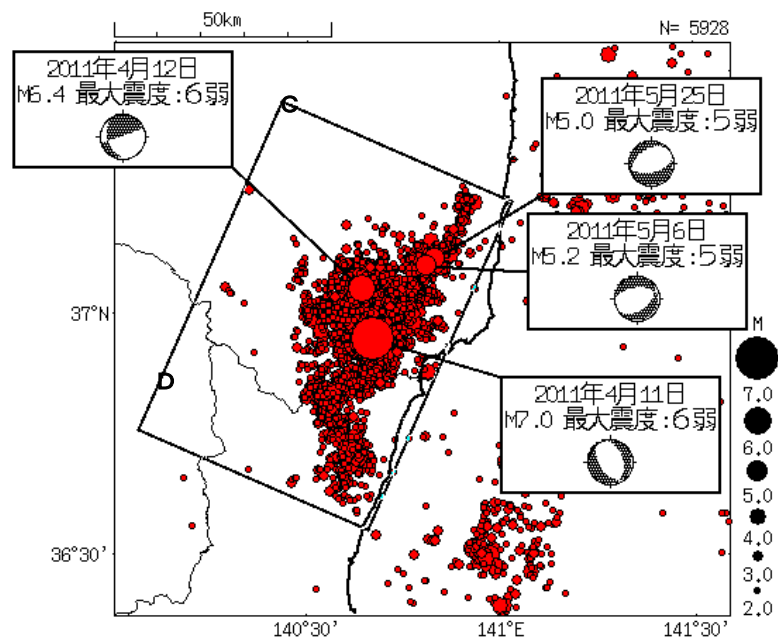 50km
N= 5928
2011年4月12日
M6.4 最大震度:6弱
2011年5月25日
M5.0 最大震度:5弱
2011年5月6日
M5.2 最大震度:5弱
2011年4月11日
M7.0 最大震度:6弱
C
D
37°N
36°30′
140°30′
141°E
141°30′
M
7.0
6.0
5.0
4.0
3.0
2.0